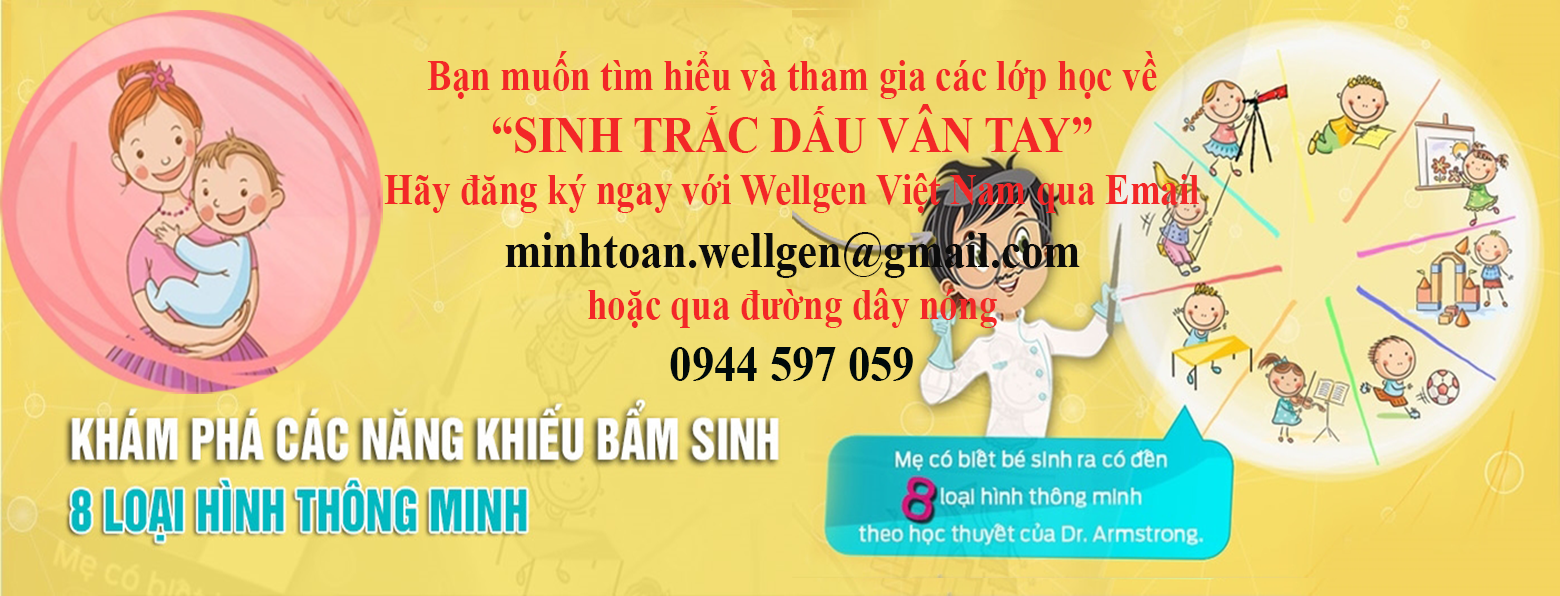 Bạn muốn tìm hiểu và tham gia các lớp học về
“SINH TRẮC DẤU VÂN TAY”
Hãy đăng ký ngay với Wellgen Việt Nam qua Email
minhtoan.wellgen@gmail.com
hoặc qua đường dây nóng
0944 597 059
KHÁM PHÁ CÁC NĂNG KHIẾU BẨM SINH
8 LOẠI HÌNH THÔNG MINH
Mẹ có biết bé sinh ra có đến
8 loại hình thông minh
theo học thuyết của Dr. Armstrong.
Mẹ có biết